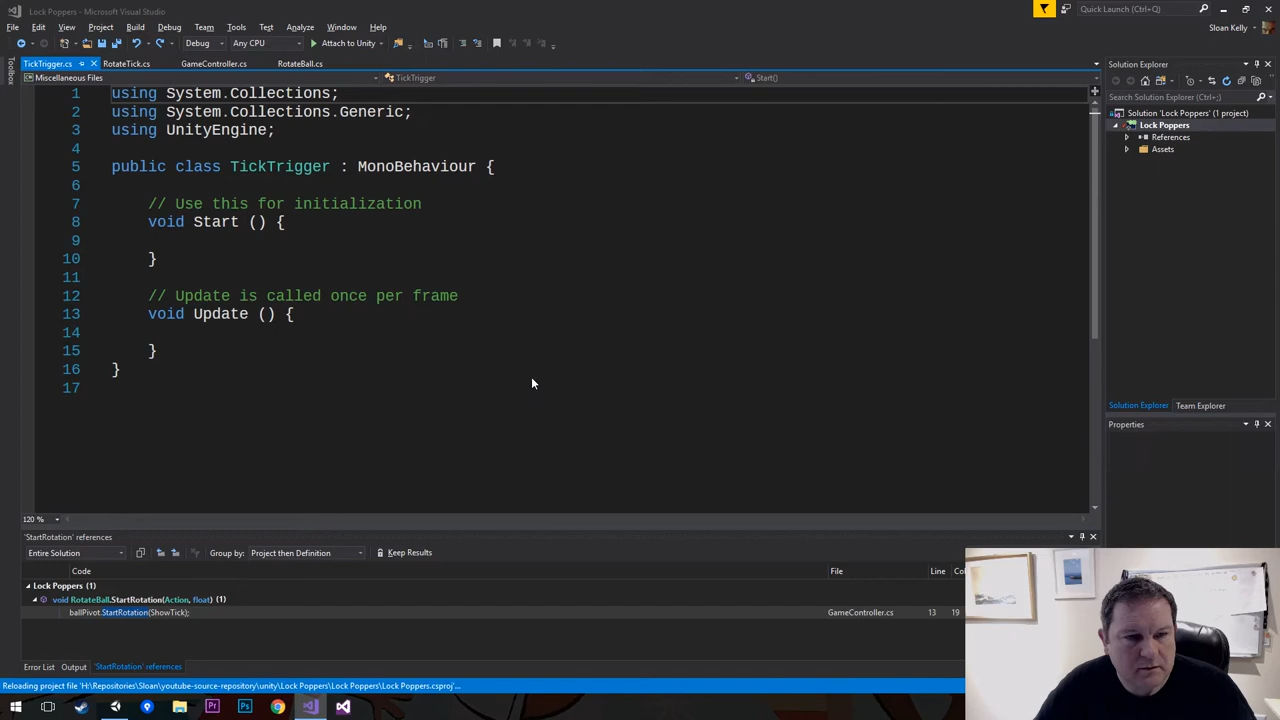 Lock Poppers - Microsoft Visual Studio
Quick Launch (Ctrl+Q)
File Edit View Project Build Debug Team Tools Test Analyze Window Help
Sloan Kelly
Debug Any CPU Attach to Unity
Toolbox
TickTrigger.cs RotateTick.cs GameController.cs RotateBall.cs
Miscellaneous Files TickTrigger Start()
1 using System.Collections;
2 using System.Collections.Generic;
3 using UnityEngine;
4
5 public class TickTrigger : MonoBehaviour {
6
7 // Use this for initialization
8 void Start () {
9
10 }
11
12 // Update is called once per frame
13 void Update () {
14
15 }
16 }
17
120 %
Solution Explorer
Search Solution Explorer (Ctrl+;)
Solution 'Lock Poppers' (1 project)
Lock Poppers
References
Assets
Solution Explorer Team Explorer
Properties
'StartRotation' references
Entire Solution Group by: Project then Definition Keep Results
Code File Line Col
Lock Poppers (1)
void RotateBall.StartRotation(Action, float) (1)
ballPivot.StartRotation(ShowTick); GameController.cs 13 19
Error List Output 'StartRotation' references
Reloading project file 'H:\Repositories\Sloan\youtube-source-repository\unity\Lock Poppers\Lock Poppers\Lock Poppers.csproj'...
Pr Ps